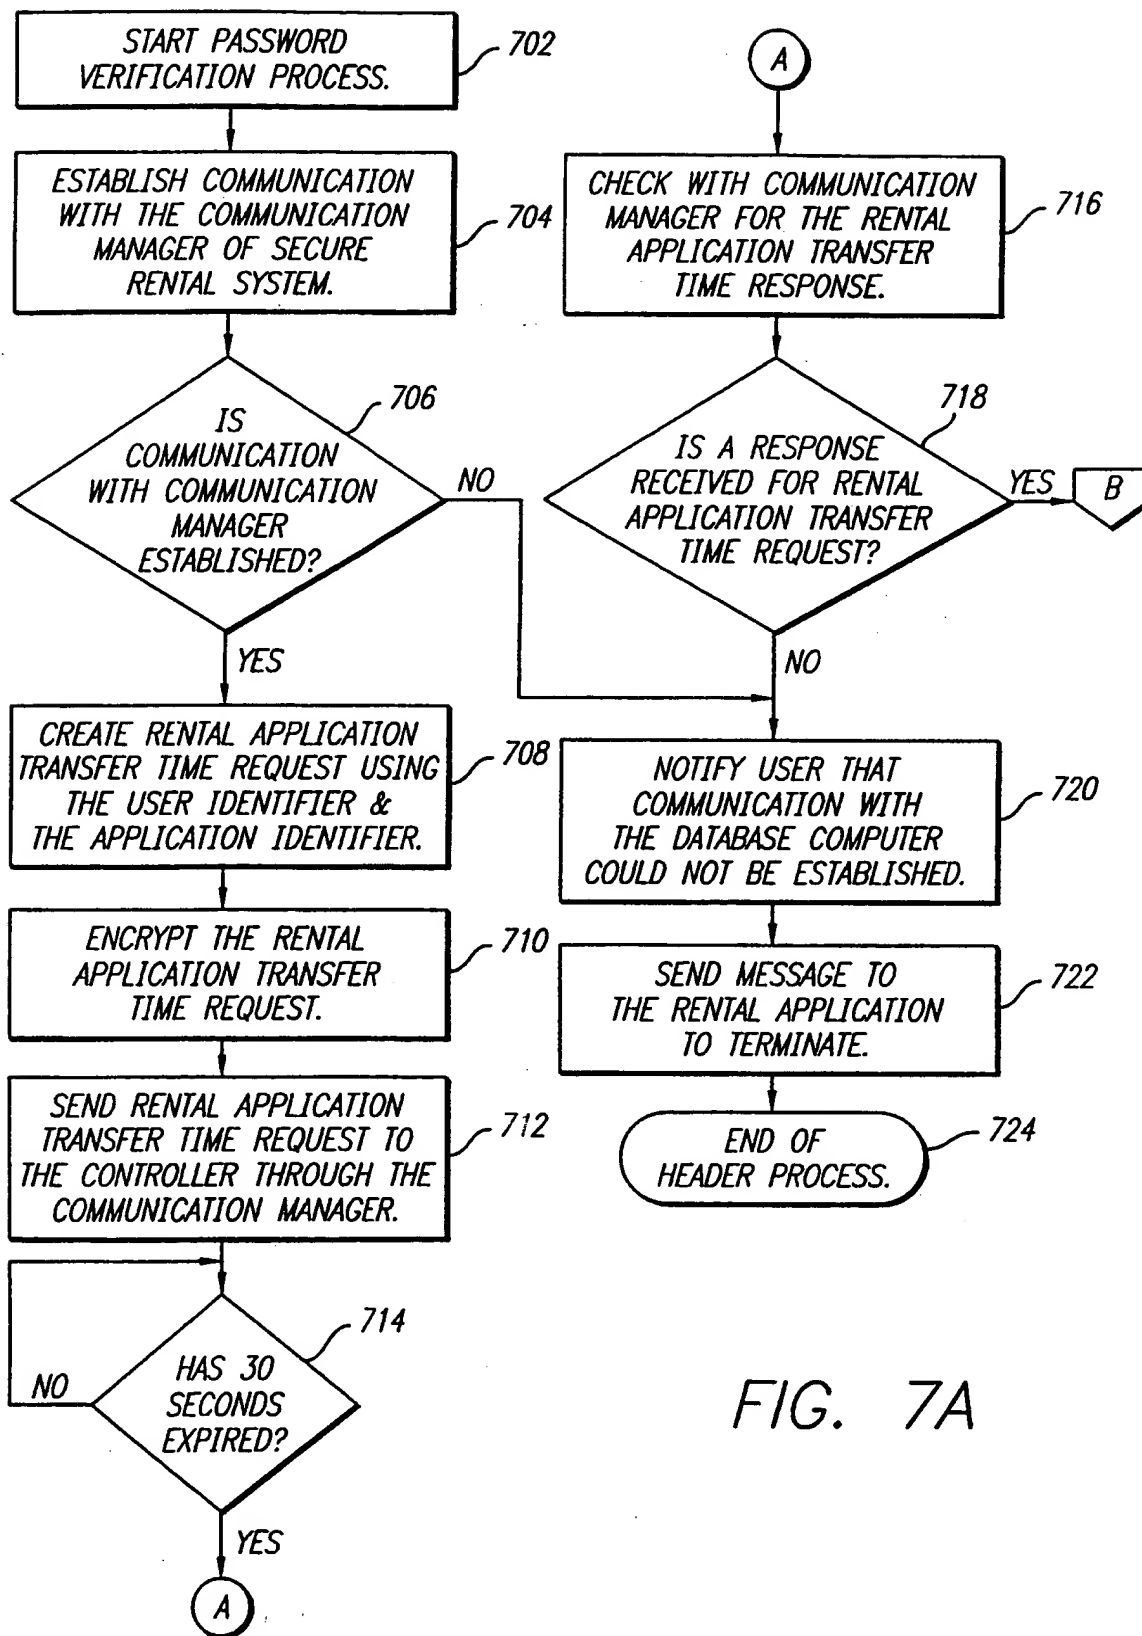 START PASSWORD
VERIFICATION PROCESS.
702
ESTABLISH COMMUNICATION
WITH THE COMMUNICATION
MANAGER OF SECURE
RENTAL SYSTEM.
704
IS
COMMUNICATION
WITH COMMUNICATION
MANAGER
ESTABLISHED?
706
NO
YES
CREATE RENTAL APPLICATION
TRANSFER TIME REQUEST USING
THE USER IDENTIFIER &
THE APPLICATION IDENTIFIER.
708
ENCRYPT THE RENTAL
APPLICATION TRANSFER
TIME REQUEST.
710
SEND RENTAL APPLICATION
TRANSFER TIME REQUEST TO
THE CONTROLLER THROUGH THE
COMMUNICATION MANAGER.
712
HAS 30
SECONDS
EXPIRED?
714
NO
YES
A
A
CHECK WITH COMMUNICATION
MANAGER FOR THE RENTAL
APPLICATION TRANSFER
TIME RESPONSE.
716
IS A RESPONSE
RECEIVED FOR RENTAL
APPLICATION TRANSFER
TIME REQUEST?
718
YES
B
NO
NOTIFY USER THAT
COMMUNICATION WITH
THE DATABASE COMPUTER
COULD NOT BE ESTABLISHED.
720
SEND MESSAGE TO
THE RENTAL APPLICATION
TO TERMINATE.
722
END OF
HEADER PROCESS.
724
FIG. 7A